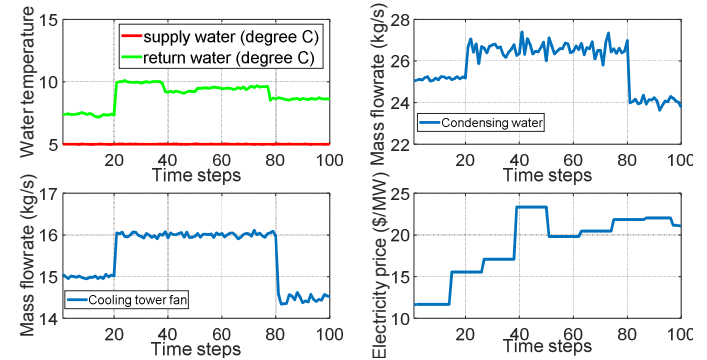 Water temperature
15
10
5
supply water (degree C)
return water (degree C)
20 40 60 80 100
Time steps
Mass flowrate (kg/s)
28
26
24
22
Condensing water
20 40 60 80 100
Time steps
Mass flowrate (kg/s)
17
16
15
14
Cooling tower fan
20 40 60 80 100
Time steps
Electricity price ($/MW)
25
20
15
10
20 40 60 80 100
Time steps